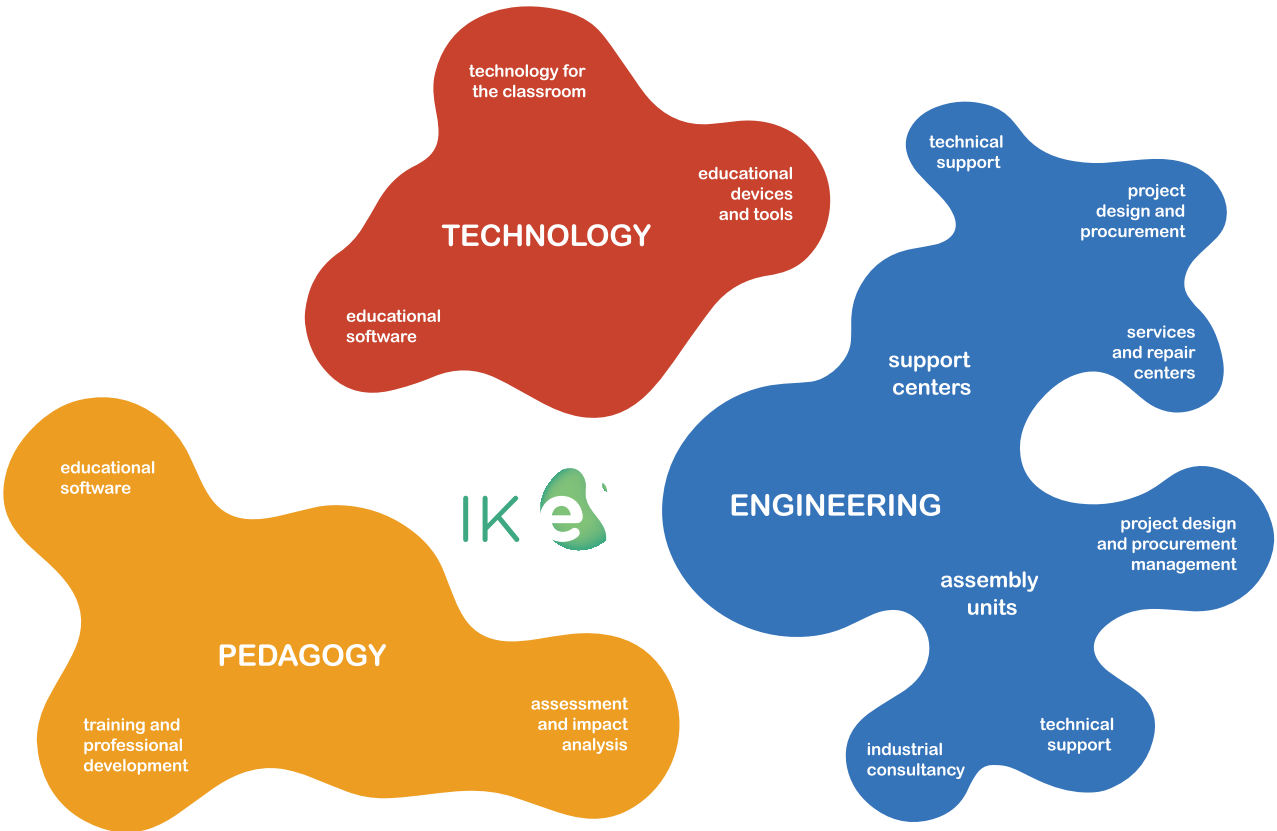 technology for
the classroom
educational
devices
and tools
TECHNOLOGY
educational
software
technical
support
project
design and
procurement
services
and repair
centers
support
centers
ENGINEERING
project design
and procurement
management
assembly
units
technical
support
industrial
consultancy
IK e
educational
software
PEDAGOGY
training and
professional
development
assessment
and impact
analysis